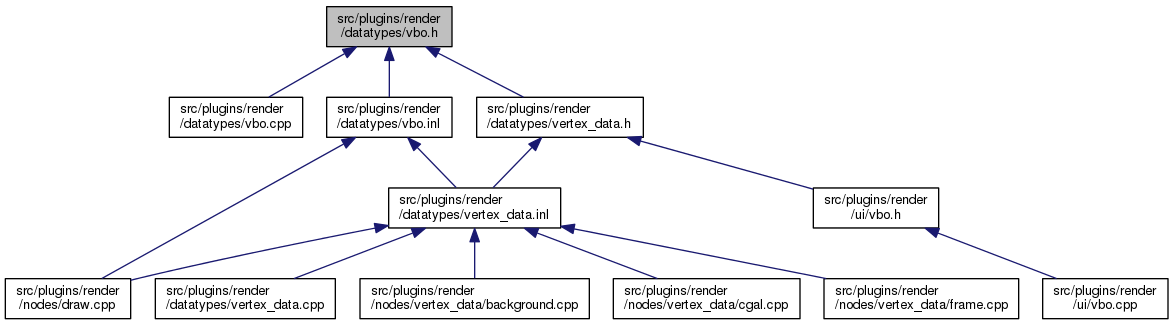 src/plugins/render
/datatypes/vbo.h
src/plugins/render
/datatypes/vbo.cpp
src/plugins/render
/datatypes/vbo.inl
src/plugins/render
/datatypes/vertex_data.h
src/plugins/render
/datatypes/vertex_data.inl
src/plugins/render
/ui/vbo.h
src/plugins/render
/nodes/draw.cpp
src/plugins/render
/datatypes/vertex_data.cpp
src/plugins/render
/nodes/vertex_data/background.cpp
src/plugins/render
/nodes/vertex_data/cgal.cpp
src/plugins/render
/nodes/vertex_data/frame.cpp
src/plugins/render
/ui/vbo.cpp